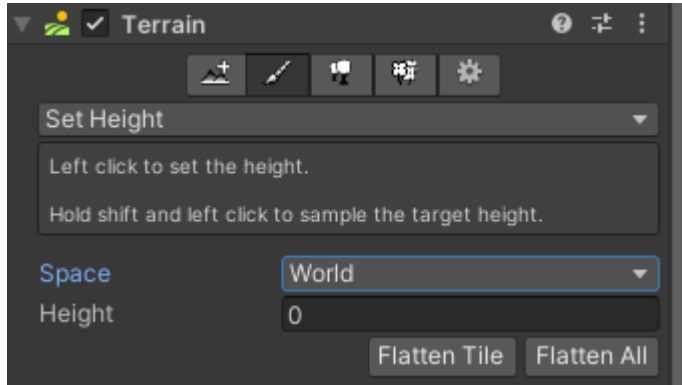 Terrain
Set Height
Left click to set the height.
Hold shift and left click to sample the target height.
Space World
Height 0
Flatten Tile Flatten All